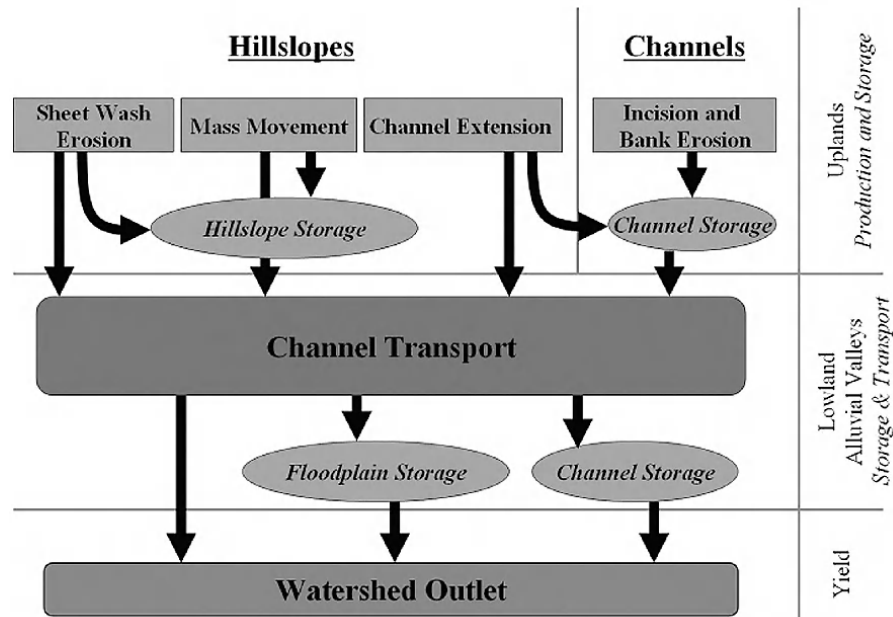 Hillslopes
Channels
Sheet Wash
Erosion
Mass Movement
Channel Extension
Incision and
Bank Erosion
Hillslope Storage
Channel Storage
Uplands
Production and Storage
Channel Transport
Floodplain Storage
Channel Storage
Lowland
Alluvial Valleys
Storage & Transport
Watershed Outlet
Yield